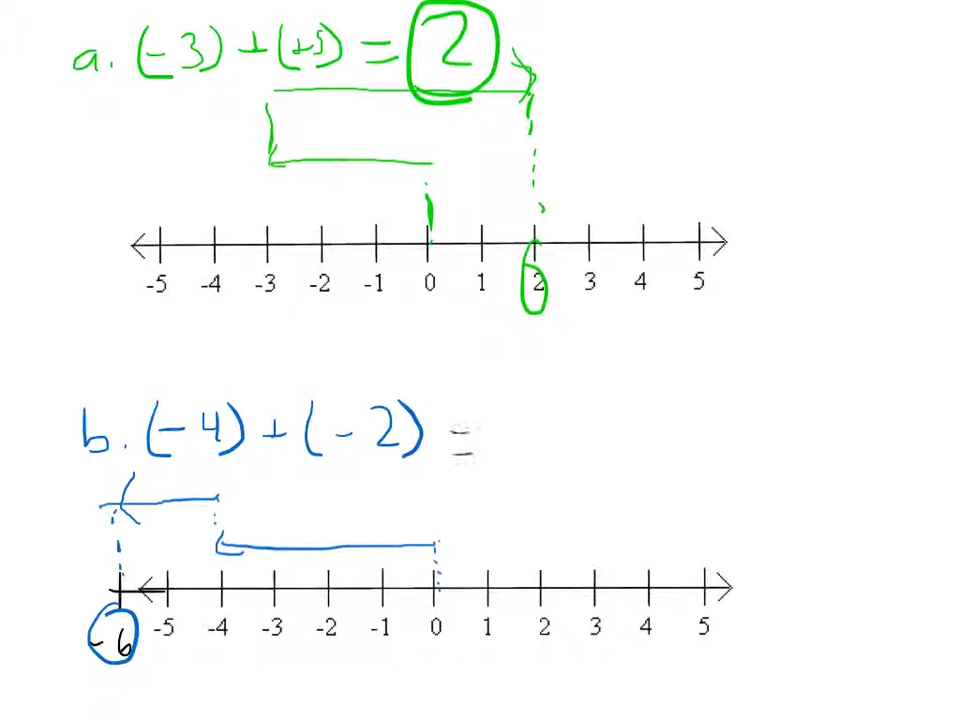 a. (-3) + (+5) = 2
-5 -4 -3 -2 -1 0 1 2 3 4 5
b. (-4) + (-2) =
-6 -5 -4 -3 -2 -1 0 1 2 3 4 5